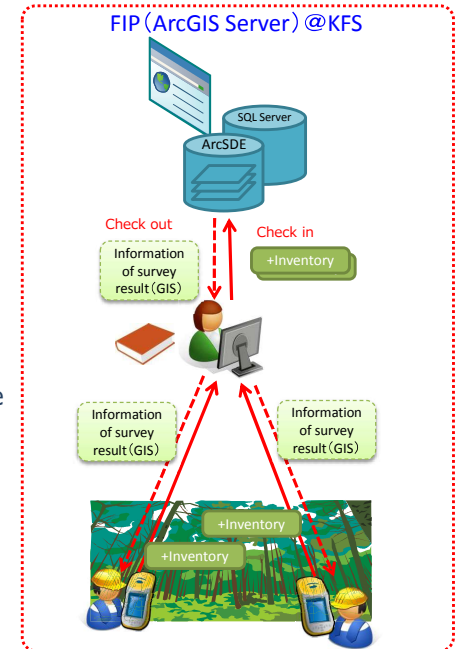 FIP（ArcGIS Server）@KFS
SQL Server
ArcSDE
Check out
Check in
Information
of survey
result（GIS）
+Inventory
e
Information
of survey
result（GIS）
Information
of survey
result（GIS）
+Inventory
+Inventory